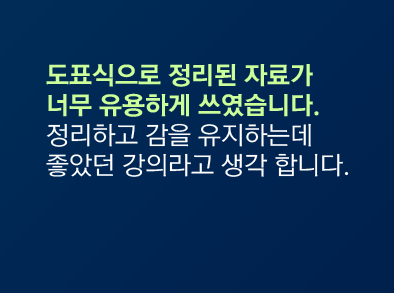 도표식으로 정리된 자료가
너무 유용하게 쓰였습니다.
정리하고 감을 유지하는데
좋았던 강의라고 생각 합니다.